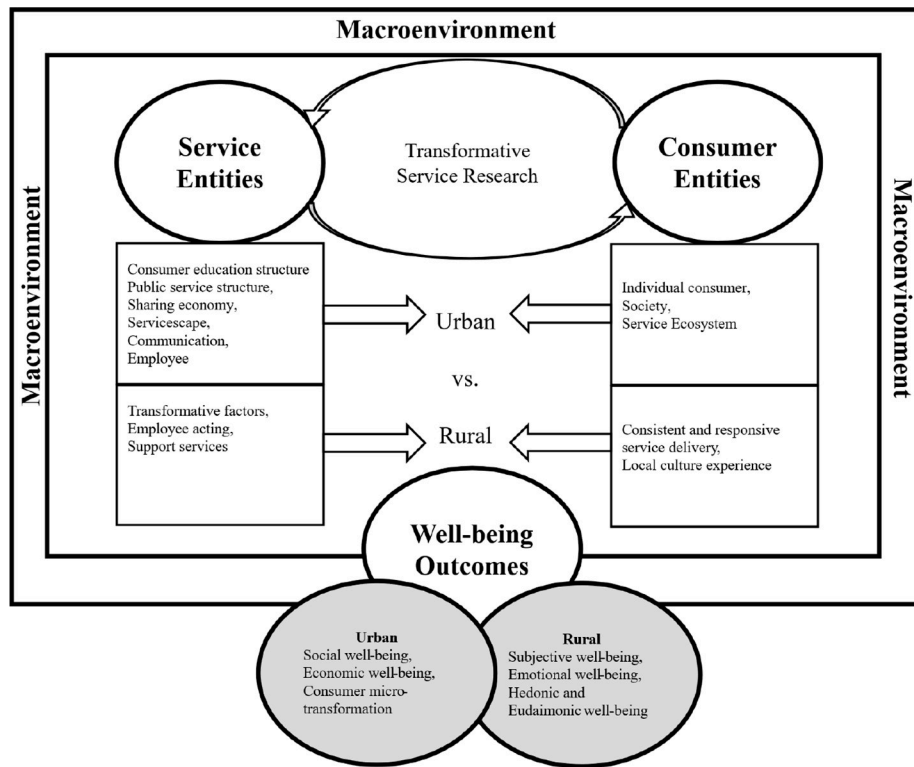 Macroenvironment
Macroenvironment
Macroenvironment
Service
Entities
Transformative
Service Research
Consumer
Entities
Consumer education structure
Public service structure,
Sharing economy,
Servicescape,
Communication,
Employee
Urban
Individual consumer,
Society,
Service Ecosystem
vs.
Transformative factors,
Employee acting,
Support services
Rural
Consistent and responsive
service delivery,
Local culture experience
Well-being
Outcomes
Urban
Social well-being,
Economic well-being,
Consumer micro-
transformation
Rural
Subjective well-being,
Emotional well-being,
Hedonic and
Eudaimonic well-being